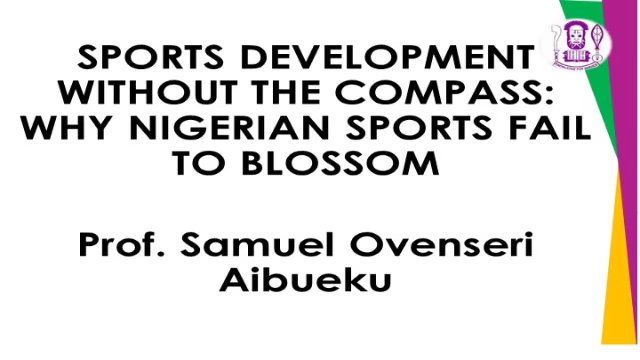 SPORTS DEVELOPMENT
WITHOUT THE COMPASS:
WHY NIGERIAN SPORTS FAIL
TO BLOSSOM
Prof. Samuel Ovenseri
Aibueku